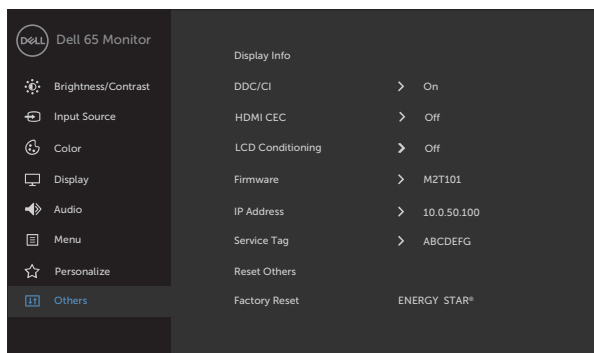 DELL Dell 65 Monitor
Brightness/Contrast
Input Source
Color
Display
Audio
Menu
Personalize
Others
Display Info
DDC/CI > On
HDMI CEC > Off
LCD Conditioning > Off
Firmware > M2T101
IP Address > 10.0.50.100
Service Tag > ABCDEFG
Reset Others
Factory Reset ENERGY STAR®